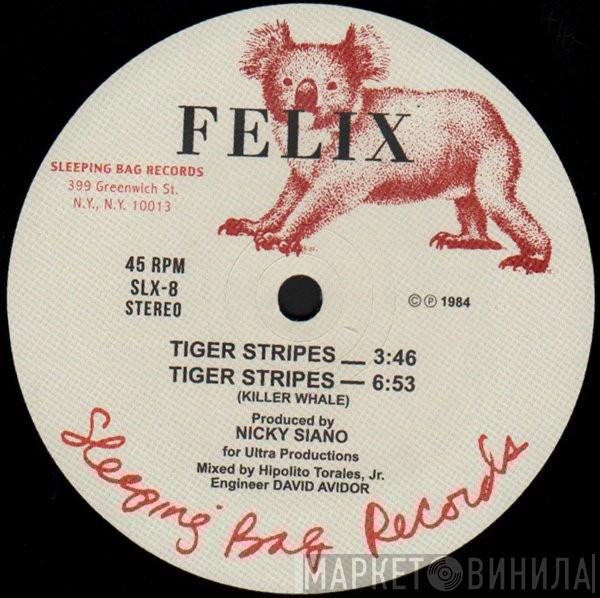 FELIX
SLEEPING BAG RECORDS
399 Greenwich St.
N.Y., N.Y. 10013
45 RPM
SLX-8
STEREO
© ℗ 1984
TIGER STRIPES — 3:46
TIGER STRIPES — 6:53
(KILLER WHALE)
Produced by
NICKY SIANO
for Ultra Productions
Mixed by Hipolito Torales, Jr.
Engineer DAVID AVIDOR
Sleeping Bag Records
МАРКЕТ ВИНИЛА